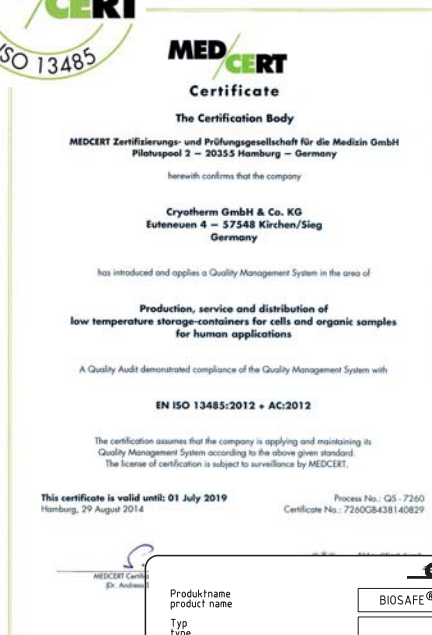 CERT
ISO 13485
MED/CERT
Certificate
The Certification Body
MEDCERT Zertifizierungs- und Prüfungsgesellschaft für die Medizin GmbH
Pilatuspool 2 – 20355 Hamburg – Germany
herewith confirms that the company
Cryotherm GmbH & Co. KG
Euteneuen 4 – 57548 Kirchen/Sieg
Germany
has introduced and applies a Quality Management System in the area of
Production, service and distribution of
low temperature storage-containers for cells and organic samples
for human applications
A Quality Audit demonstrated compliance of the Quality Management System with
EN ISO 13485:2012 + AC:2012
The certification assumes that the company is applying and maintaining its
Quality Management System according to the above given standard.
The license of certification is subject to surveillance by MEDCERT.
This certificate is valid until: 01 July 2019
Hamburg, 29 August 2014
Process No.: QS - 7260
Certificate No.: 7260GB438140829
MEDCERT
(Dr. Andreas
Produktname
product name
BIOSAFE®
Typ
type